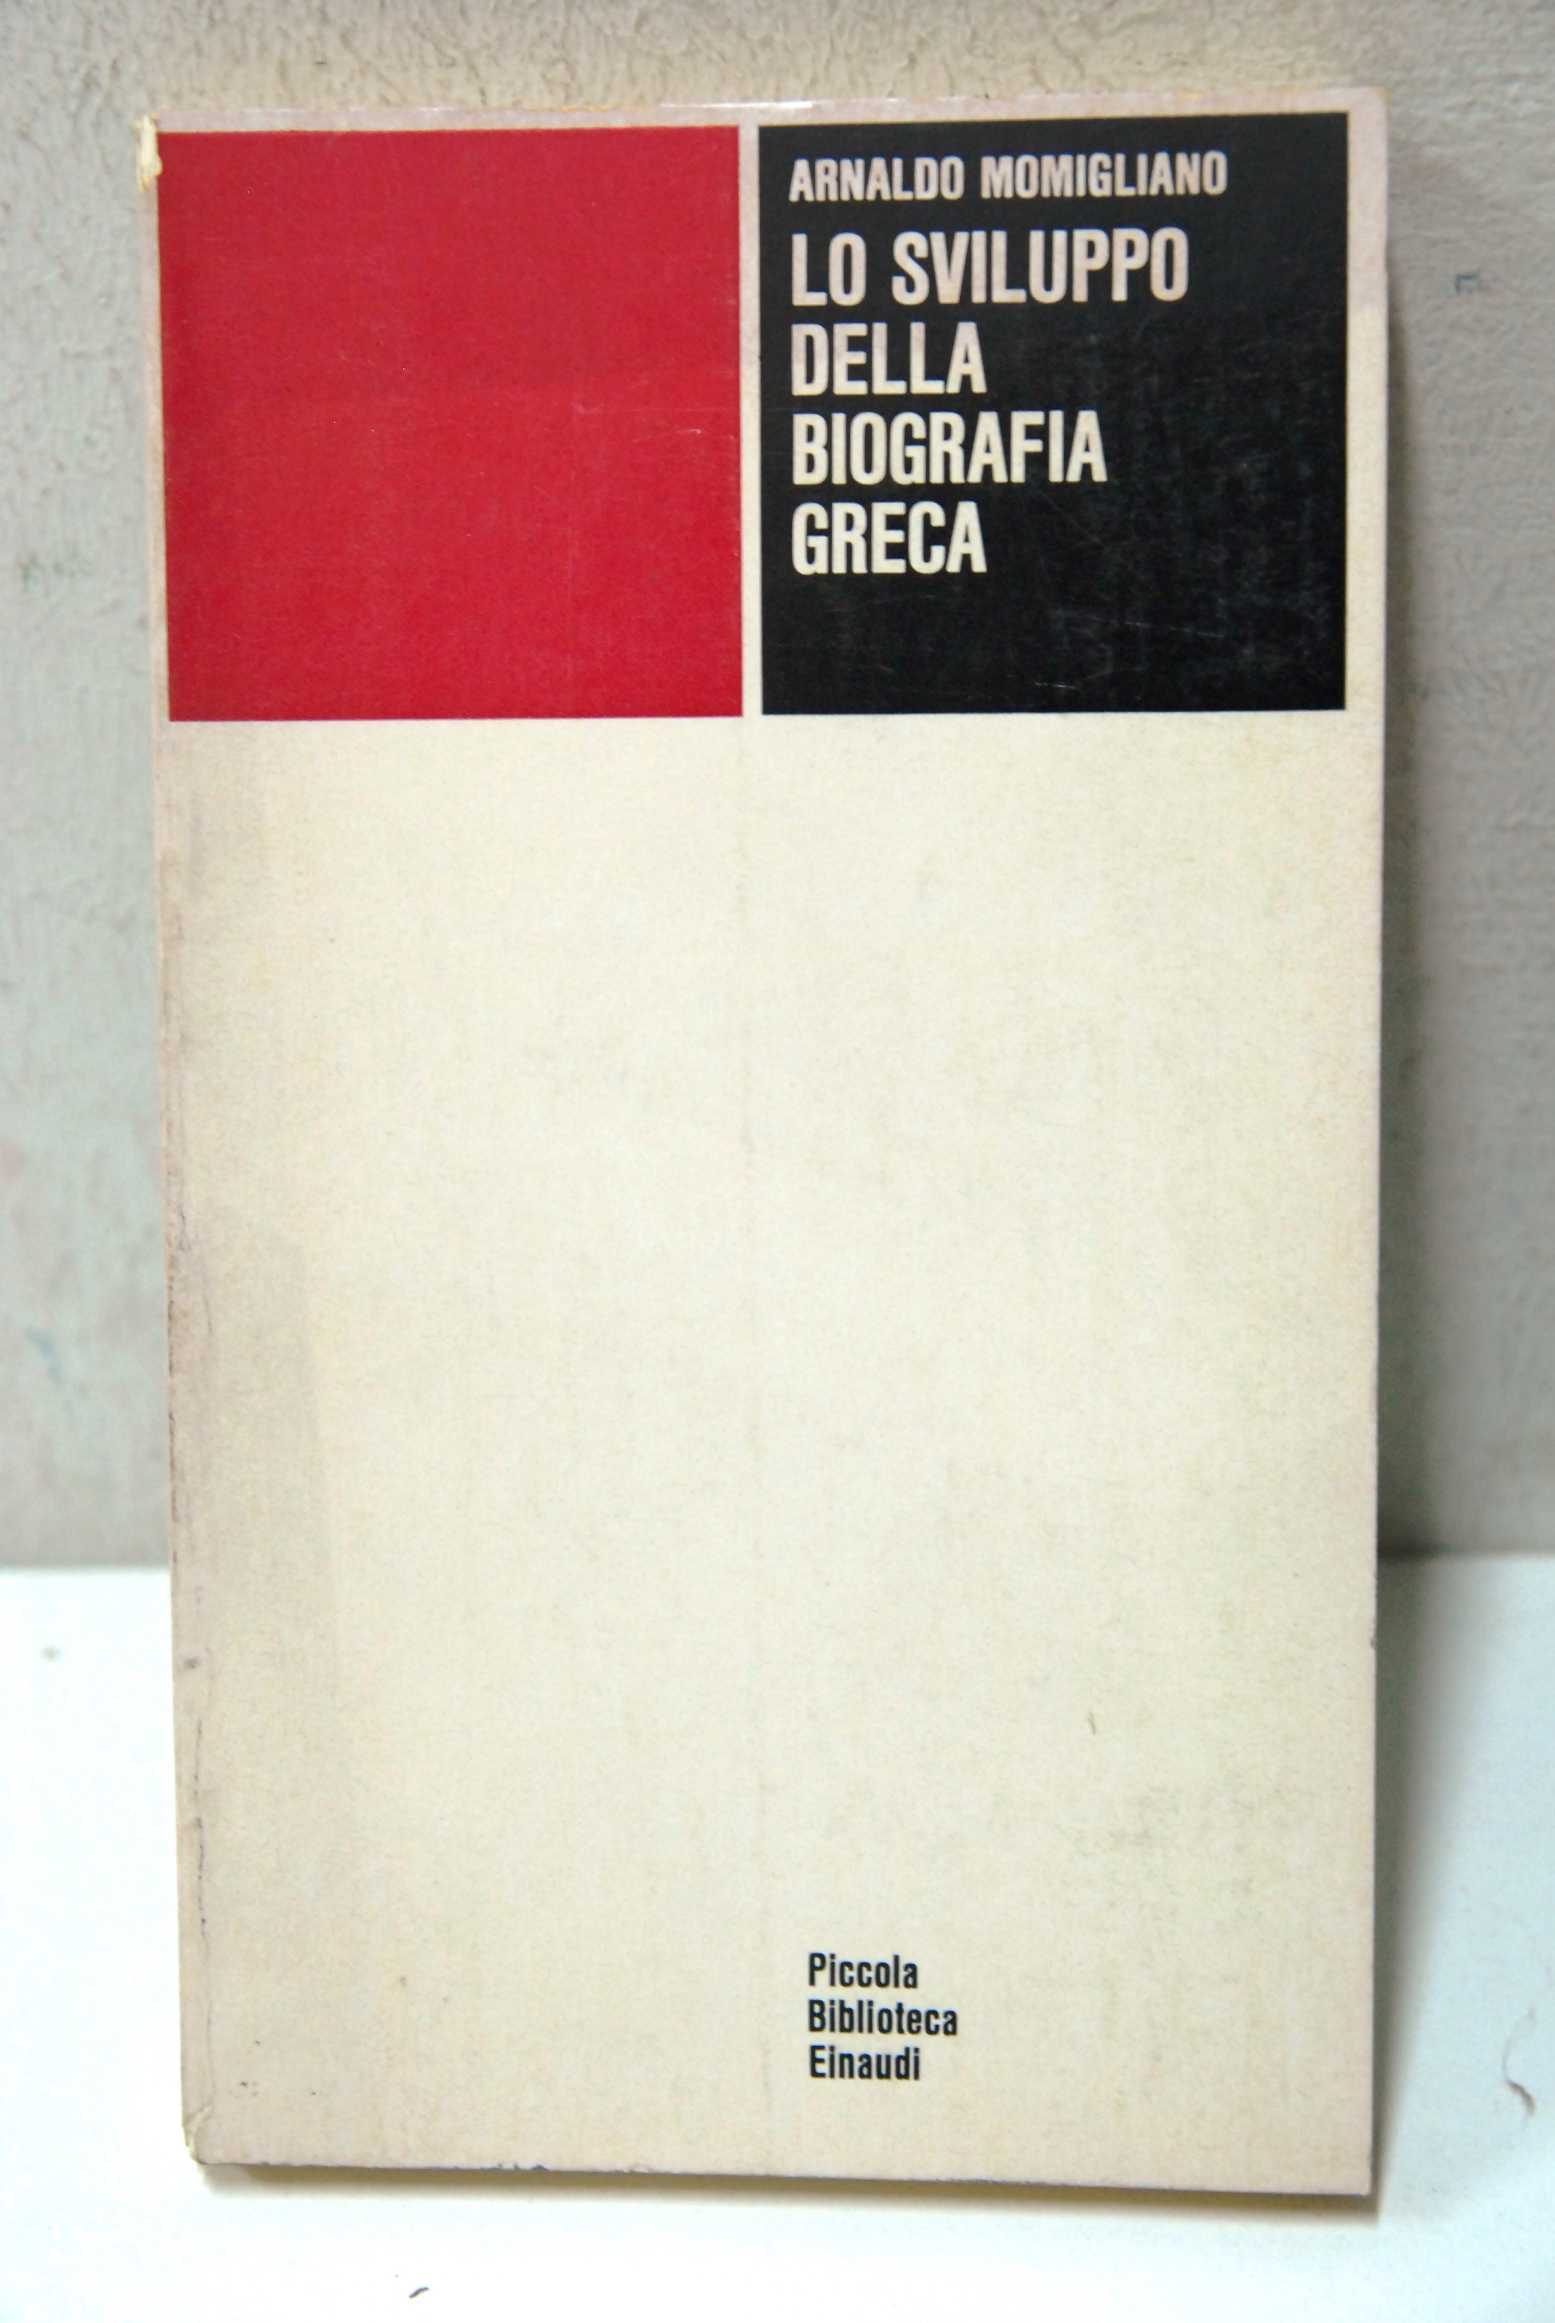 ARNALDO MOMIGLIANO
LO SVILUPPO
DELLA
BIOGRAFIA
GRECA
Piccola
Biblioteca
Einaudi